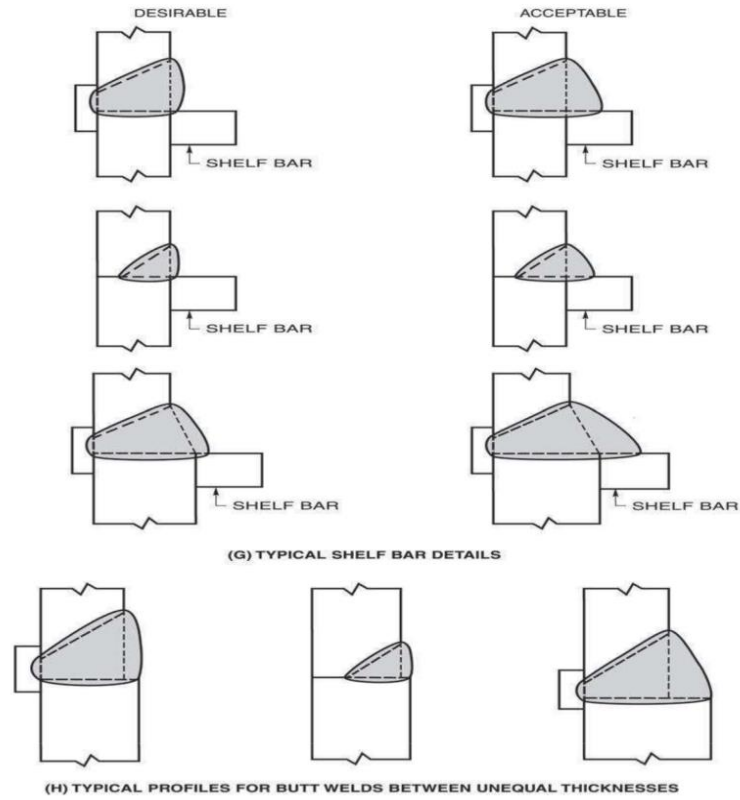 DESIRABLE
ACCEPTABLE
SHELF BAR
SHELF BAR
SHELF BAR
SHELF BAR
SHELF BAR
SHELF BAR
(G) TYPICAL SHELF BAR DETAILS
(H) TYPICAL PROFILES FOR BUTT WELDS BETWEEN UNEQUAL THICKNESSES